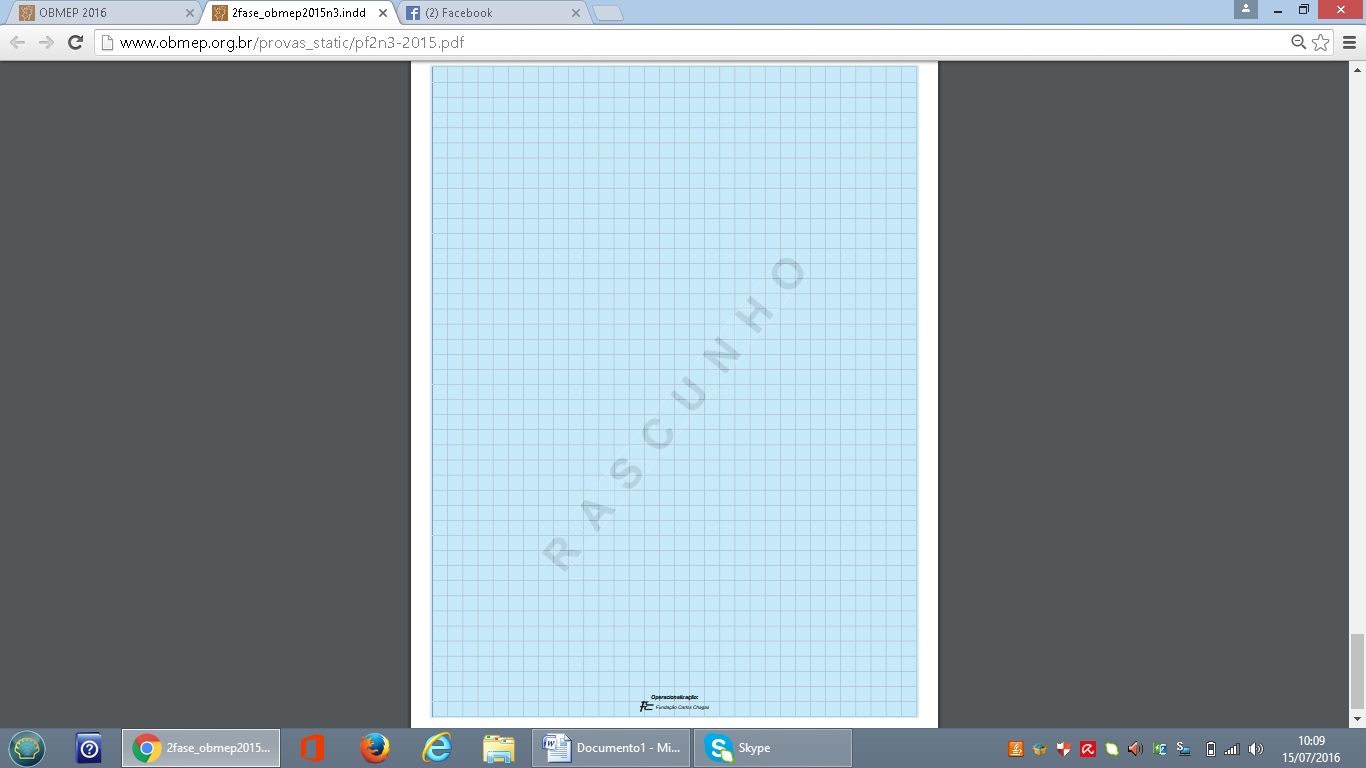 OBMEP 2016
2fase_obmep2015n3.indd
(2) Facebook
www.obmep.org.br/provas_static/pf2n3-2015.pdf
RASCUNHO
Operacionalização:
Fundação Carlos Chagas
2fase_obmep2015...
Documento1 - Mi...
Skype
10:09
15/07/2016